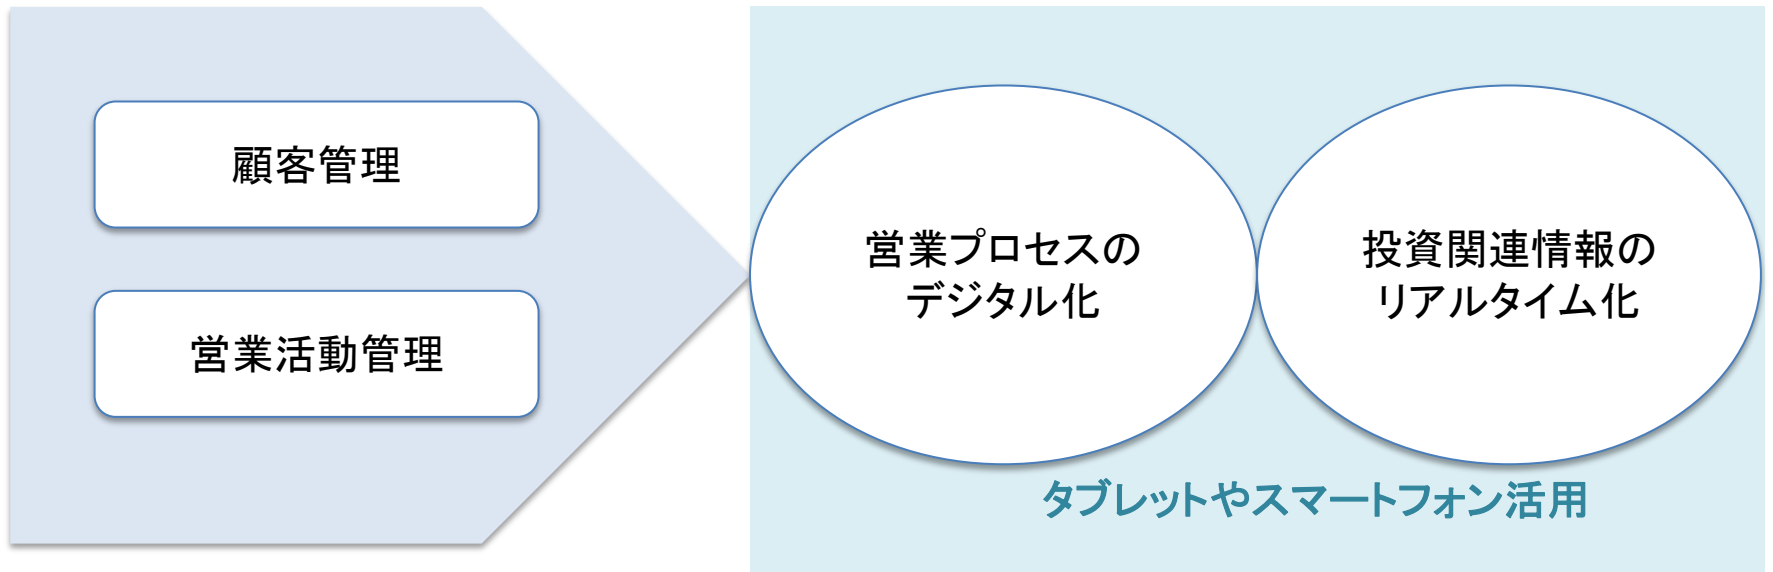 顧客管理
営業活動管理
営業プロセスの
デジタル化
投資関連情報の
リアルタイム化
タブレットやスマートフォン活用